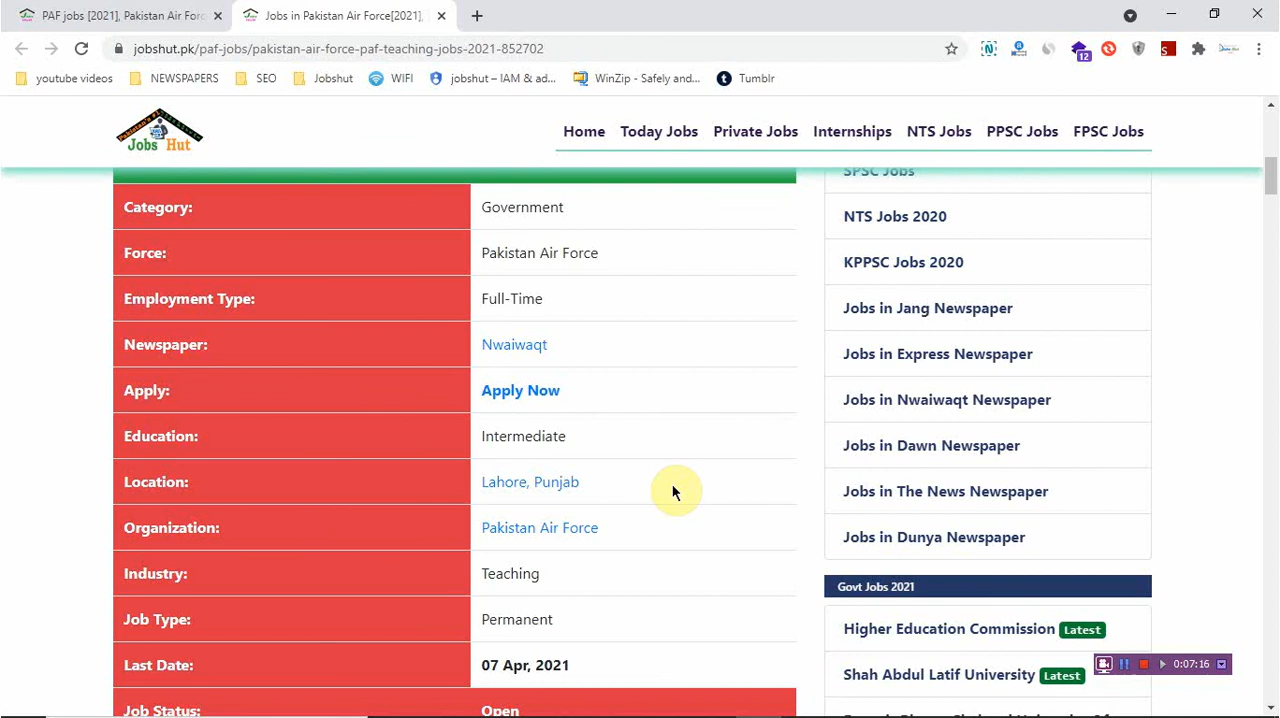 PAF jobs [2021], Pakistan Air Forc
Jobs in Pakistan Air Force[2021],
jobshut.pk/paf-jobs/pakistan-air-force-paf-teaching-jobs-2021-852702
12
youtube videos
NEWSPAPERS
SEO
Jobshut
WIFI
jobshut – IAM & ad...
WinZip - Safely and...
Tumblr
Jobs Hut
Home Today Jobs Private Jobs Internships NTS Jobs PPSC Jobs FPSC Jobs
Category: Government
Force: Pakistan Air Force
Employment Type: Full-Time
Newspaper: Nwaiwaqt
Apply: Apply Now
Education: Intermediate
Location: Lahore, Punjab
Organization: Pakistan Air Force
Industry: Teaching
Job Type: Permanent
Last Date: 07 Apr, 2021
Job Status: Open
SPSC Jobs
NTS Jobs 2020
KPPSC Jobs 2020
Jobs in Jang Newspaper
Jobs in Express Newspaper
Jobs in Nwaiwaqt Newspaper
Jobs in Dawn Newspaper
Jobs in The News Newspaper
Jobs in Dunya Newspaper
Govt Jobs 2021
Higher Education Commission Latest
Shah Abdul Latif University Latest
0:07:16